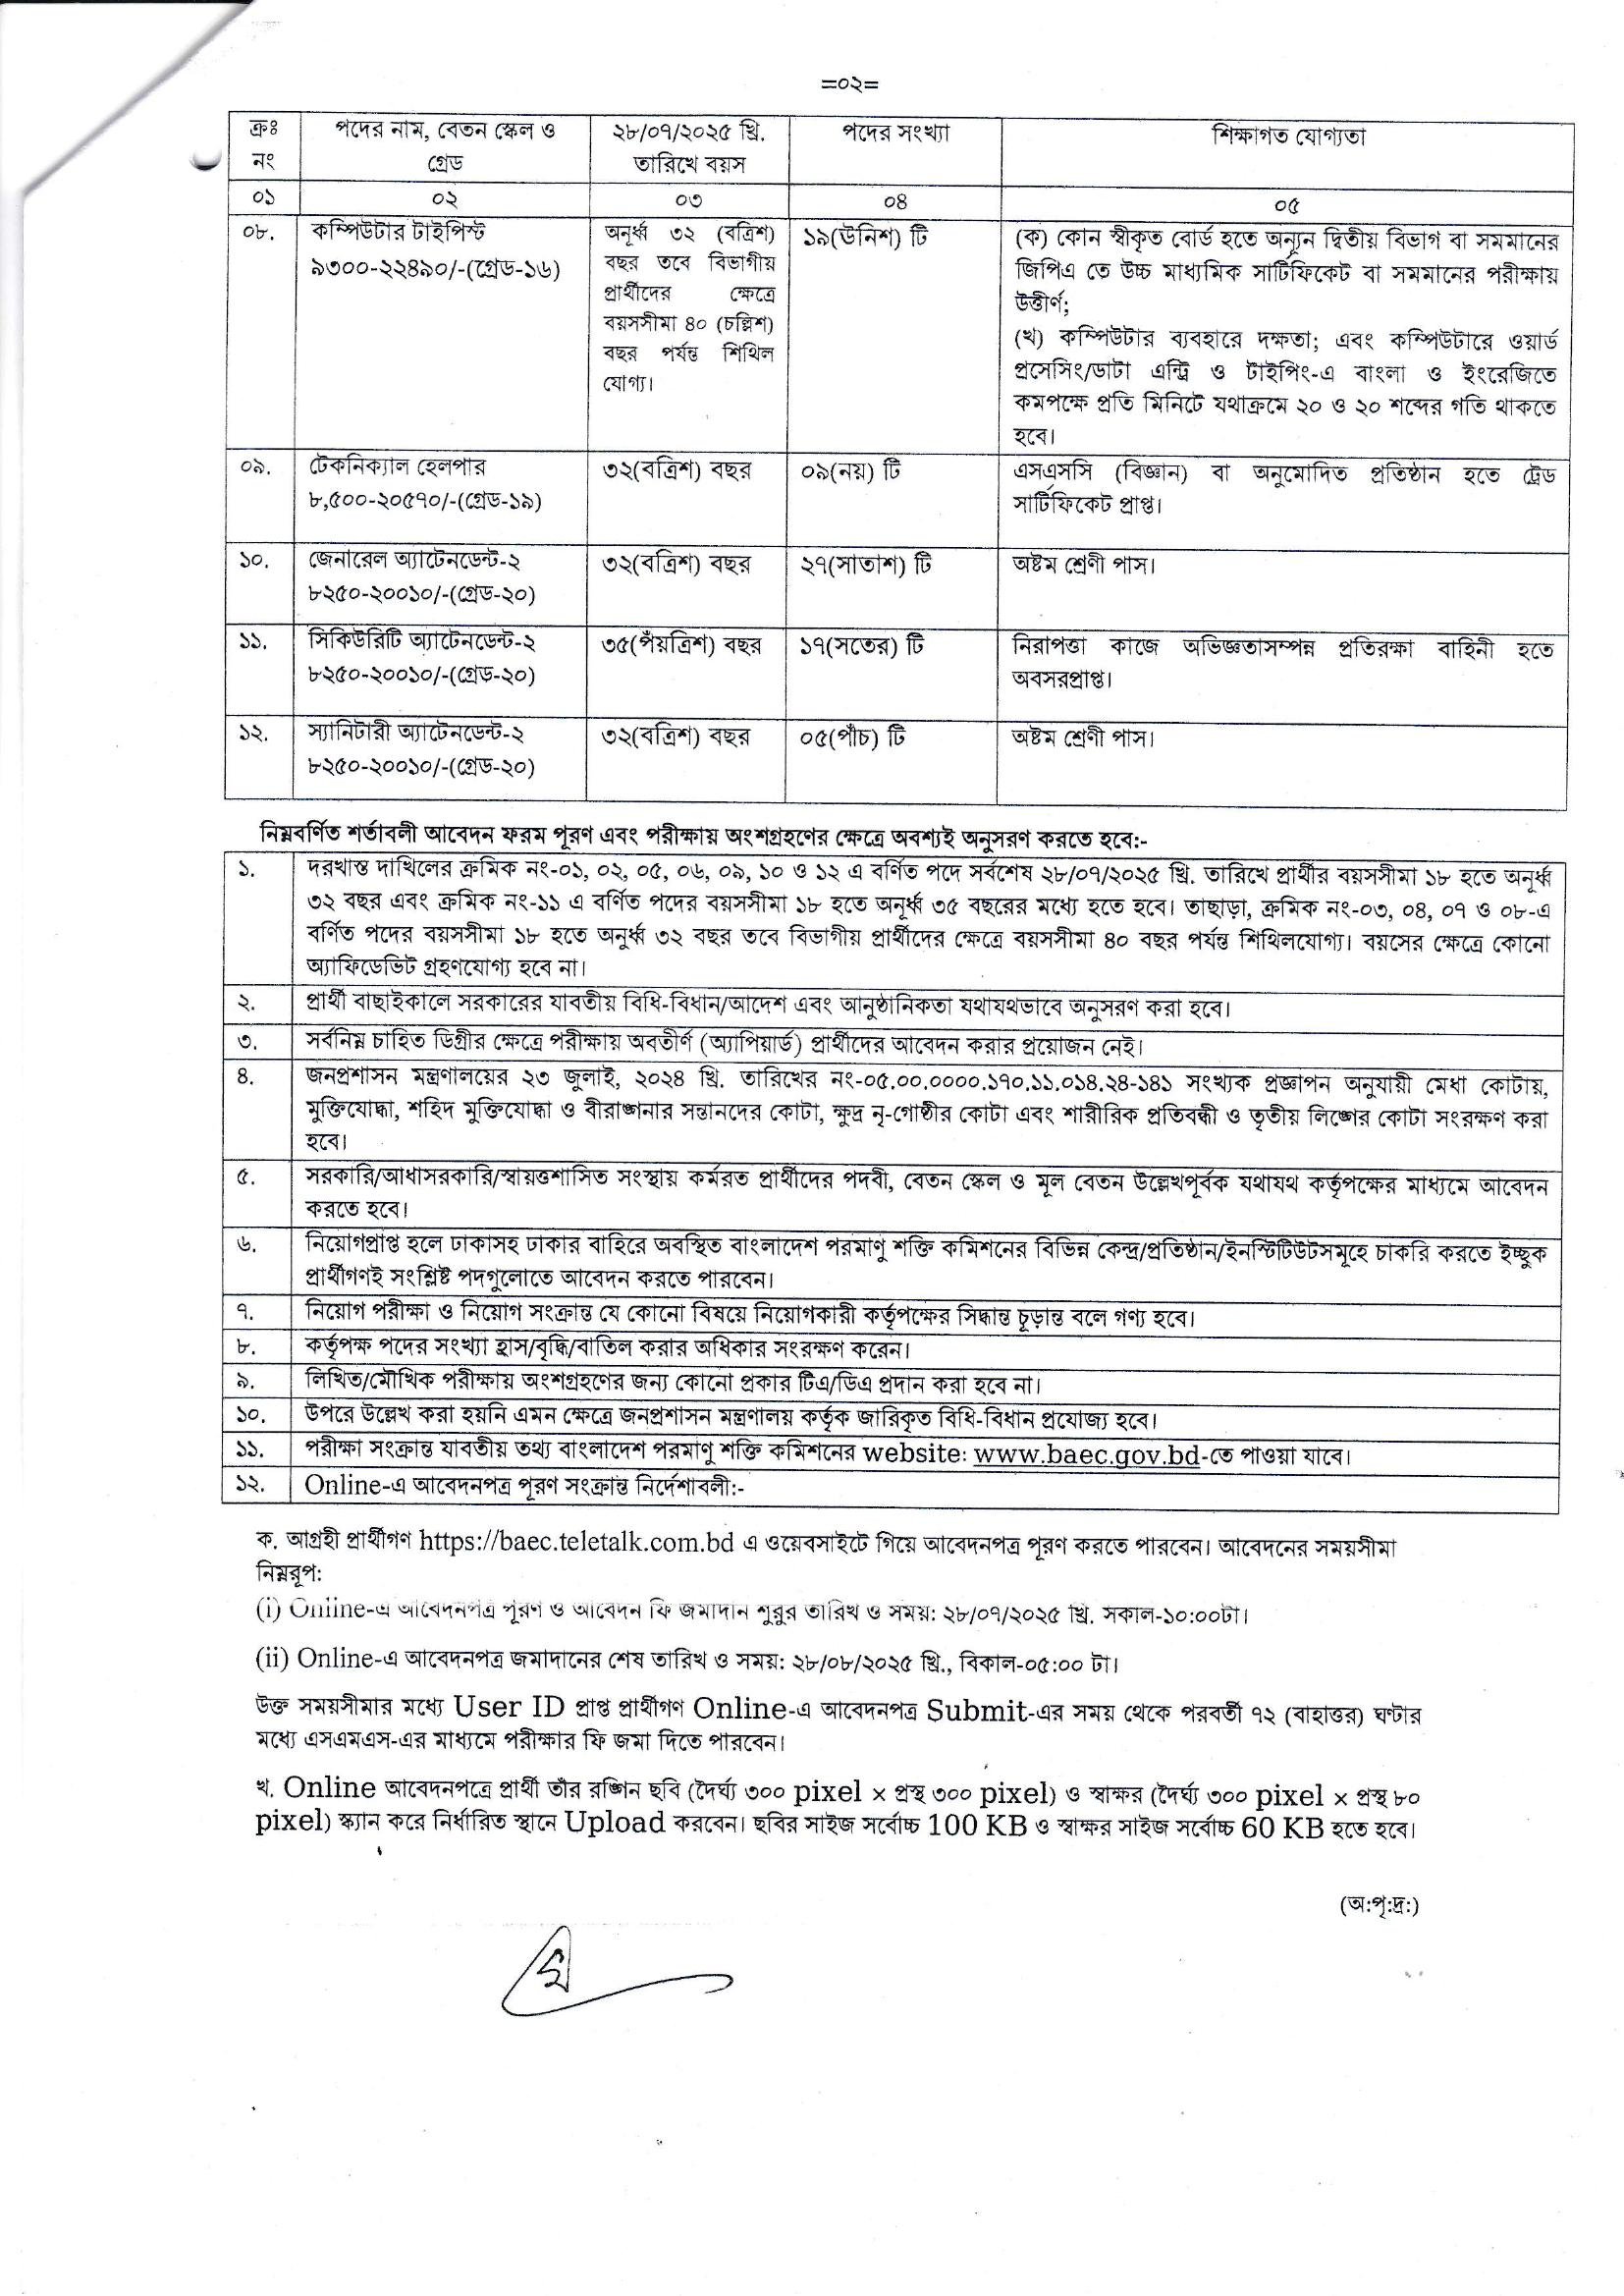 =০২=
ক্রঃ নং	পদের নাম, বেতন স্কেল ও গ্রেড	২৮/০৭/২০২৫ খ্রি. তারিখে বয়স	পদের সংখ্যা	শিক্ষাগত যোগ্যতা
০১	০২	০৩	০৪	০৫
০৮.	কম্পিউটার টাইপিস্ট
৯৩০০-২২৪৯০/-(গ্রেড-১৬)
অনূর্ধ্ব ৩২ (বত্রিশ)
বছর তবে বিভাগীয়
প্রার্থীদের ক্ষেত্রে
বয়সসীমা ৪০ (চল্লিশ)
বছর পর্যন্ত শিথিল
যোগ্য।
১৯(উনিশ) টি
(ক) কোন স্বীকৃত বোর্ড হতে অন্যূন দ্বিতীয় বিভাগ বা সমমানের
জিপিএ তে উচ্চ মাধ্যমিক সার্টিফিকেট বা সমমানের পরীক্ষায়
উত্তীর্ণ;
(খ) কম্পিউটার ব্যবহারে দক্ষতা; এবং কম্পিউটারে ওয়ার্ড
প্রসেসিং/ডাটা এন্ট্রি ও টাইপিং-এ বাংলা ও ইংরেজিতে
কমপক্ষে প্রতি মিনিটে যথাক্রমে ২০ ও ২০ শব্দের গতি থাকতে
হবে।
০৯.	টেকনিক্যাল হেলপার
৮,৫০০-২০৫৭০/-(গ্রেড-১৯)
৩২(বত্রিশ) বছর
০৯(নয়) টি
এসএসসি (বিজ্ঞান) বা অনুমোদিত প্রতিষ্ঠান হতে ট্রেড
সার্টিফিকেট প্রাপ্ত।
১০.	জেনারেল অ্যাটেনডেন্ট-২
৮২৫০-২০০১০/-(গ্রেড-২০)
৩২(বত্রিশ) বছর
২৭(সাতাশ) টি
অষ্টম শ্রেণী পাস।
১১.	সিকিউরিটি অ্যাটেনডেন্ট-২
৮২৫০-২০০১০/-(গ্রেড-২০)
৩৫(পঁয়ত্রিশ) বছর
১৭(সতের) টি
নিরাপত্তা কাজে অভিজ্ঞতাসম্পন্ন প্রতিরক্ষা বাহিনী হতে
অবসরপ্রাপ্ত।
১২.	স্যানিটারী অ্যাটেনডেন্ট-২
৮২৫০-২০০১০/-(গ্রেড-২০)
৩২(বত্রিশ) বছর
০৫(পাঁচ) টি
অষ্টম শ্রেণী পাস।
নিম্নবর্ণিত শর্তাবলী আবেদন ফরম পূরণ এবং পরীক্ষায় অংশগ্রহণের ক্ষেত্রে অবশ্যই অনুসরণ করতে হবে:-
১.	দরখাস্ত দাখিলের ক্রমিক নং-০১, ০২, ০৫, ০৬, ০৯, ১০ ও ১২ এ বর্ণিত পদে সর্বশেষ ২৮/০৭/২০২৫ খ্রি. তারিখে প্রার্থীর বয়সসীমা ১৮ হতে অনূর্ধ্ব
৩২ বছর এবং ক্রমিক নং-১১ এ বর্ণিত পদের বয়সসীমা ১৮ হতে অনূর্ধ্ব ৩৫ বছরের মধ্যে হতে হবে। তাছাড়া, ক্রমিক নং-০৩, ০৪, ০৭ ও ০৮-এ
বর্ণিত পদের বয়সসীমা ১৮ হতে অনুর্ধ্ব ৩২ বছর তবে বিভাগীয় প্রার্থীদের ক্ষেত্রে বয়সসীমা ৪০ বছর পর্যন্ত শিথিলযোগ্য। বয়সের ক্ষেত্রে কোনো
অ্যাফিডেভিট গ্রহণযোগ্য হবে না।
২.	প্রার্থী বাছাইকালে সরকারের যাবতীয় বিধি-বিধান/আদেশ এবং আনুষ্ঠানিকতা যথাযথভাবে অনুসরণ করা হবে।
৩.	সর্বনিম্ন চাহিত ডিগ্রীর ক্ষেত্রে পরীক্ষায় অবতীর্ণ (অ্যাপিয়ার্ড) প্রার্থীদের আবেদন করার প্রয়োজন নেই।
৪.	জনপ্রশাসন মন্ত্রণালয়ের ২৩ জুলাই, ২০২৪ খ্রি. তারিখের নং-০৫.০০.০০০০.১৭০.১১.০১৪.২৪-১৪১ সংখ্যক প্রজ্ঞাপন অনুযায়ী মেধা কোটায়,
মুক্তিযোদ্ধা, শহিদ মুক্তিযোদ্ধা ও বীরাঙ্গনার সন্তানদের কোটা, ক্ষুদ্র নৃ-গোষ্ঠীর কোটা এবং শারীরিক প্রতিবন্ধী ও তৃতীয় লিঙ্গের কোটা সংরক্ষণ করা
হবে।
৫.	সরকারি/আধাসরকারি/স্বায়ত্তশাসিত সংস্থায় কর্মরত প্রার্থীদের পদবী, বেতন স্কেল ও মূল বেতন উল্লেখপূর্বক যথাযথ কর্তৃপক্ষের মাধ্যমে আবেদন
করতে হবে।
৬.	নিয়োগপ্রাপ্ত হলে ঢাকাসহ ঢাকার বাহিরে অবস্থিত বাংলাদেশ পরমাণু শক্তি কমিশনের বিভিন্ন কেন্দ্র/প্রতিষ্ঠান/ইনস্টিটিউটসমূহে চাকরি করতে ইচ্ছুক
প্রার্থীগণই সংশ্লিষ্ট পদগুলোতে আবেদন করতে পারবেন।
৭.	নিয়োগ পরীক্ষা ও নিয়োগ সংক্রান্ত যে কোনো বিষয়ে নিয়োগকারী কর্তৃপক্ষের সিদ্ধান্ত চূড়ান্ত বলে গণ্য হবে।
৮.	কর্তৃপক্ষ পদের সংখ্যা হ্রাস/বৃদ্ধি/বাতিল করার অধিকার সংরক্ষণ করেন।
৯.	লিখিত/মৌখিক পরীক্ষায় অংশগ্রহণের জন্য কোনো প্রকার টিএ/ডিএ প্রদান করা হবে না।
১০.	উপরে উল্লেখ করা হয়নি এমন ক্ষেত্রে জনপ্রশাসন মন্ত্রণালয় কর্তৃক জারিকৃত বিধি-বিধান প্রযোজ্য হবে।
১১.	পরীক্ষা সংক্রান্ত যাবতীয় তথ্য বাংলাদেশ পরমাণু শক্তি কমিশনের website: www.baec.gov.bd-তে পাওয়া যাবে।
১২.	Online-এ আবেদনপত্র পূরণ সংক্রান্ত নির্দেশাবলী:-
ক. আগ্রহী প্রার্থীগণ https://baec.teletalk.com.bd এ ওয়েবসাইটে গিয়ে আবেদনপত্র পূরণ করতে পারবেন। আবেদনের সময়সীমা
নিম্নরূপ:
(i) Online-এ আবেদনপত্র পূরণ ও আবেদন ফি জমাদান শুরুর তারিখ ও সময়: ২৮/০৭/২০২৫ খ্রি. সকাল-১০:০০টা।
(ii) Online-এ আবেদনপত্র জমাদানের শেষ তারিখ ও সময়: ২৮/০৮/২০২৫ খ্রি., বিকাল-০৫:০০ টা।
উক্ত সময়সীমার মধ্যে User ID প্রাপ্ত প্রার্থীগণ Online-এ আবেদনপত্র Submit-এর সময় থেকে পরবর্তী ৭২ (বাহাত্তর) ঘণ্টার
মধ্যে এসএমএস-এর মাধ্যমে পরীক্ষার ফি জমা দিতে পারবেন।
খ. Online আবেদনপত্রে প্রার্থী তাঁর রঙ্গিন ছবি (দৈর্ঘ্য ৩০০ pixel × প্রস্থ ৩০০ pixel) ও স্বাক্ষর (দৈর্ঘ্য ৩০০ pixel × প্রস্থ ৮০
pixel) স্ক্যান করে নির্ধারিত স্থানে Upload করবেন। ছবির সাইজ সর্বোচ্চ 100 KB ও স্বাক্ষর সাইজ সর্বোচ্চ 60 KB হতে হবে।
(অ:পৃ:দ্র:)